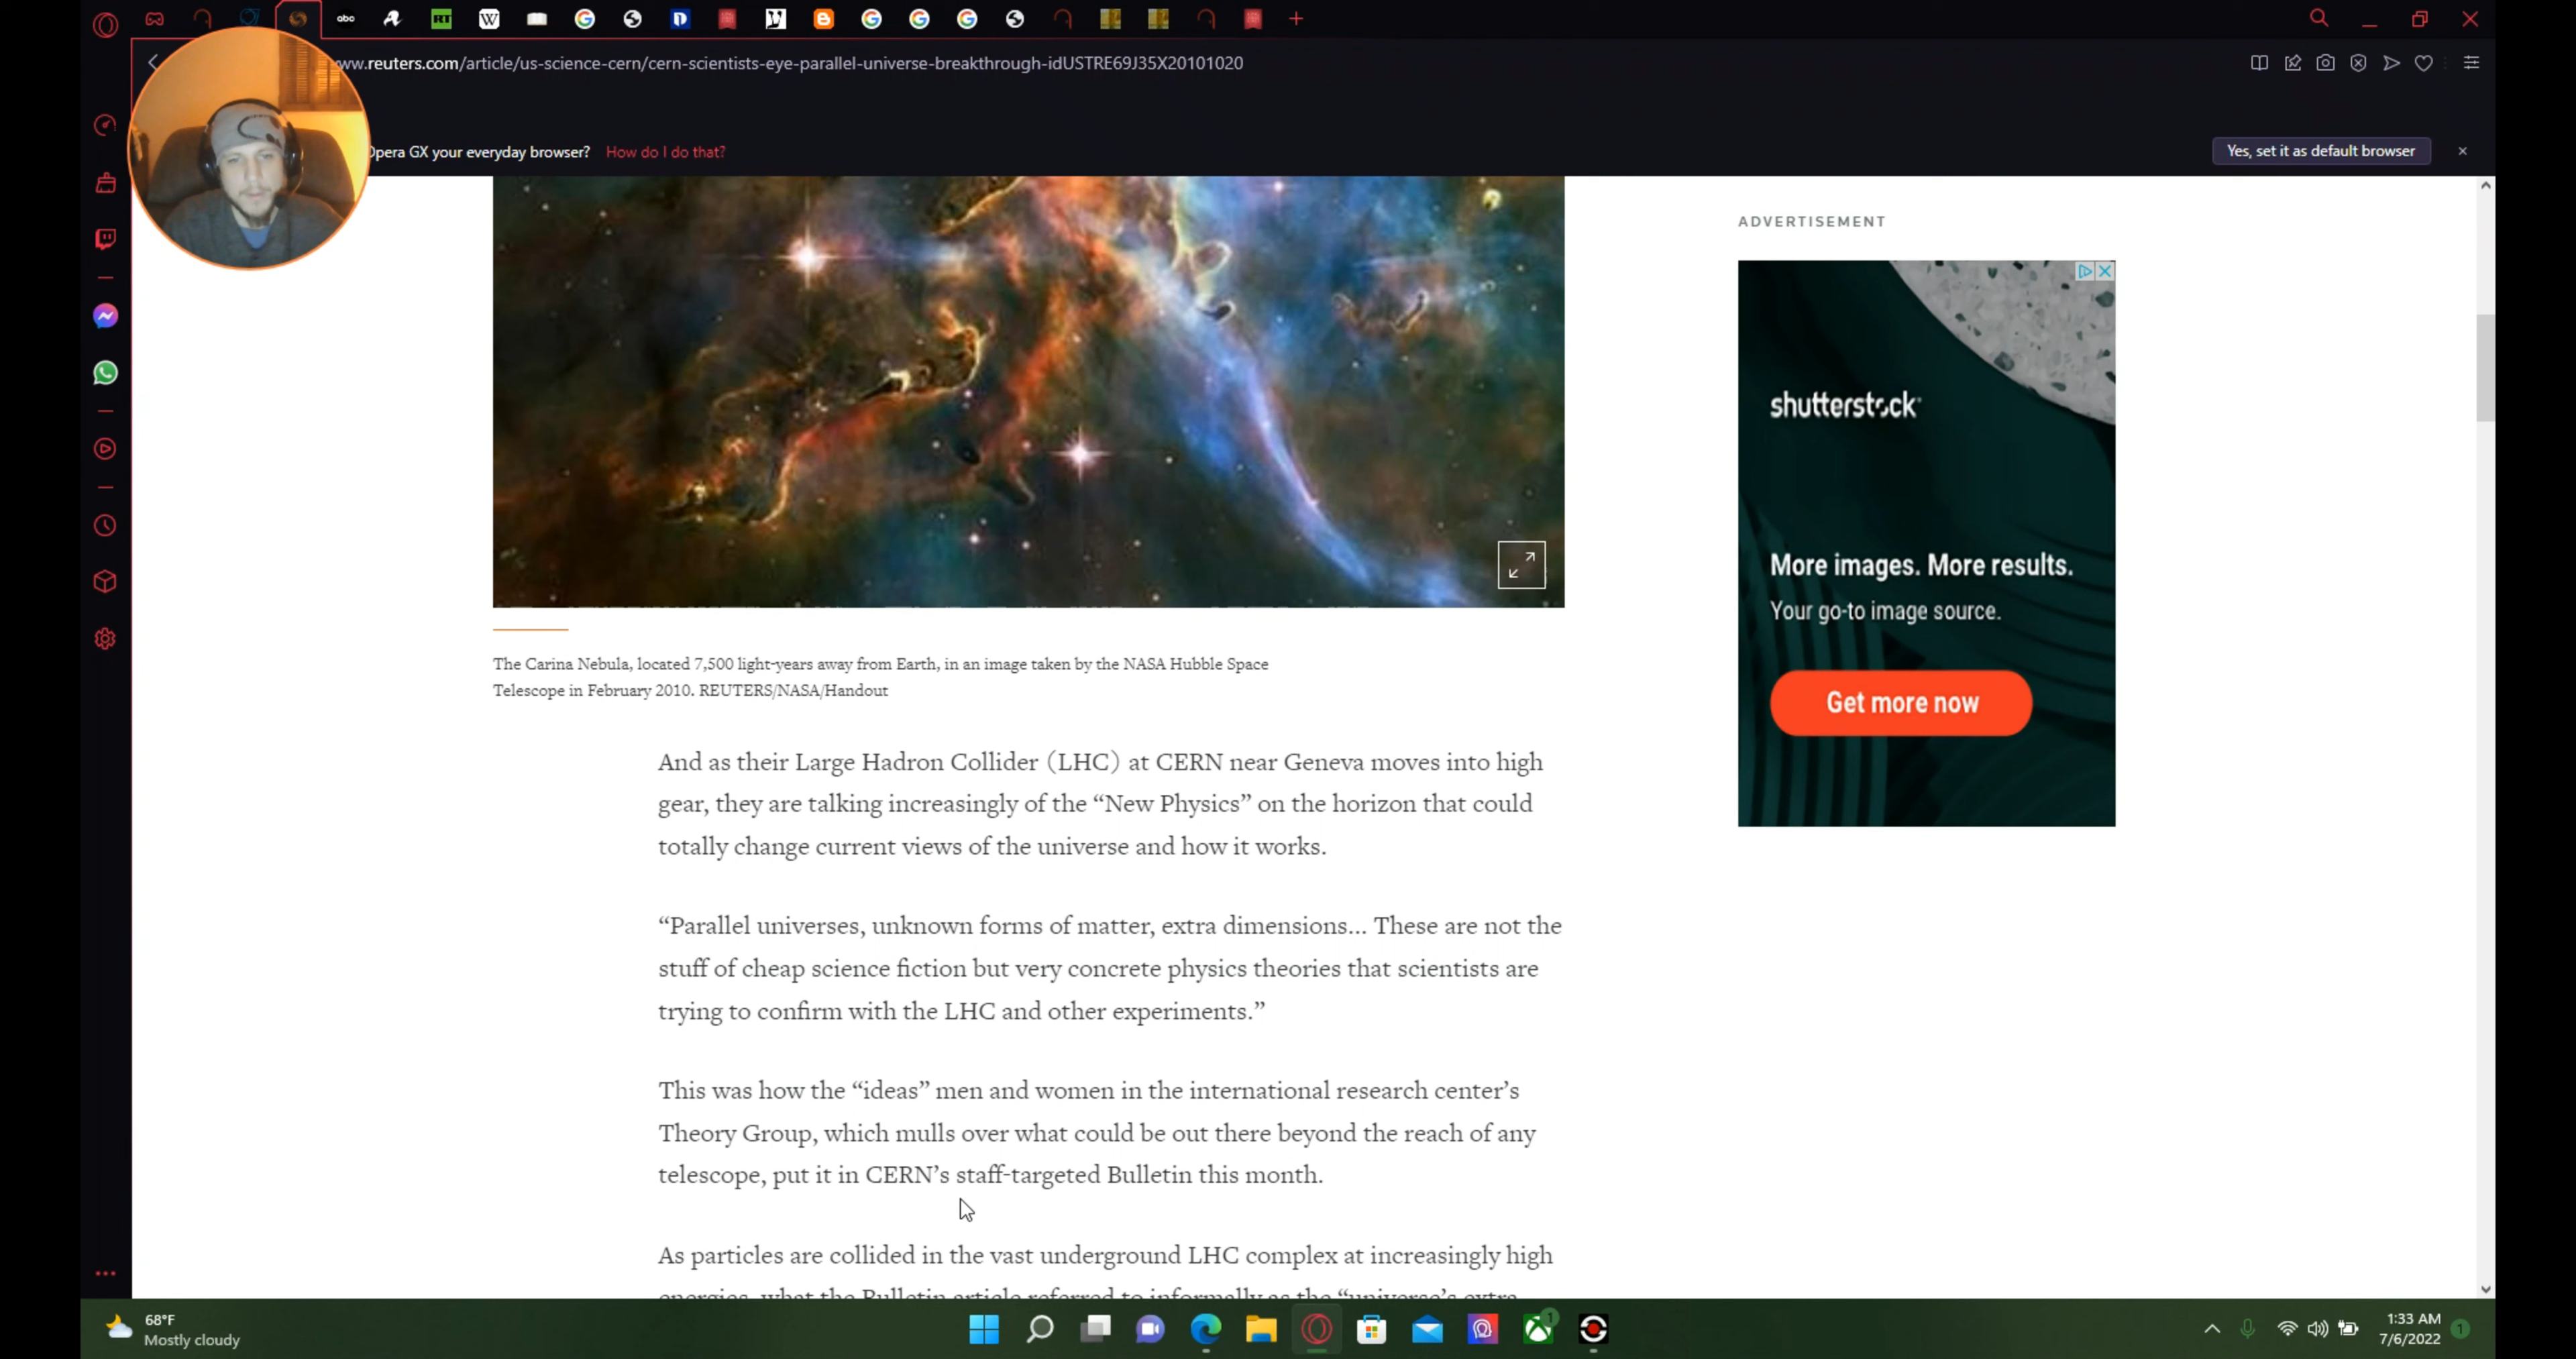 abc
RT
W
D
www.reuters.com/article/us-science-cern/cern-scientists-eye-parallel-universe-breakthrough-idUSTRE69J35X20101020
Opera GX your everyday browser? How do I do that?
Yes, set it as default browser
ADVERTISEMENT
shutterstock
More images. More results.
Your go-to image source.
Get more now
The Carina Nebula, located 7,500 light-years away from Earth, in an image taken by the NASA Hubble Space
Telescope in February 2010. REUTERS/NASA/Handout
And as their Large Hadron Collider (LHC) at CERN near Geneva moves into high
gear, they are talking increasingly of the “New Physics” on the horizon that could
totally change current views of the universe and how it works.
“Parallel universes, unknown forms of matter, extra dimensions... These are not the
stuff of cheap science fiction but very concrete physics theories that scientists are
trying to confirm with the LHC and other experiments.”
This was how the “ideas” men and women in the international research center’s
Theory Group, which mulls over what could be out there beyond the reach of any
telescope, put it in CERN’s staff-targeted Bulletin this month.
As particles are collided in the vast underground LHC complex at increasingly high
energies, what the Bulletin article referred to informally as the “universe’s extra
68°F
Mostly cloudy
1
1:33 AM
7/6/2022
1